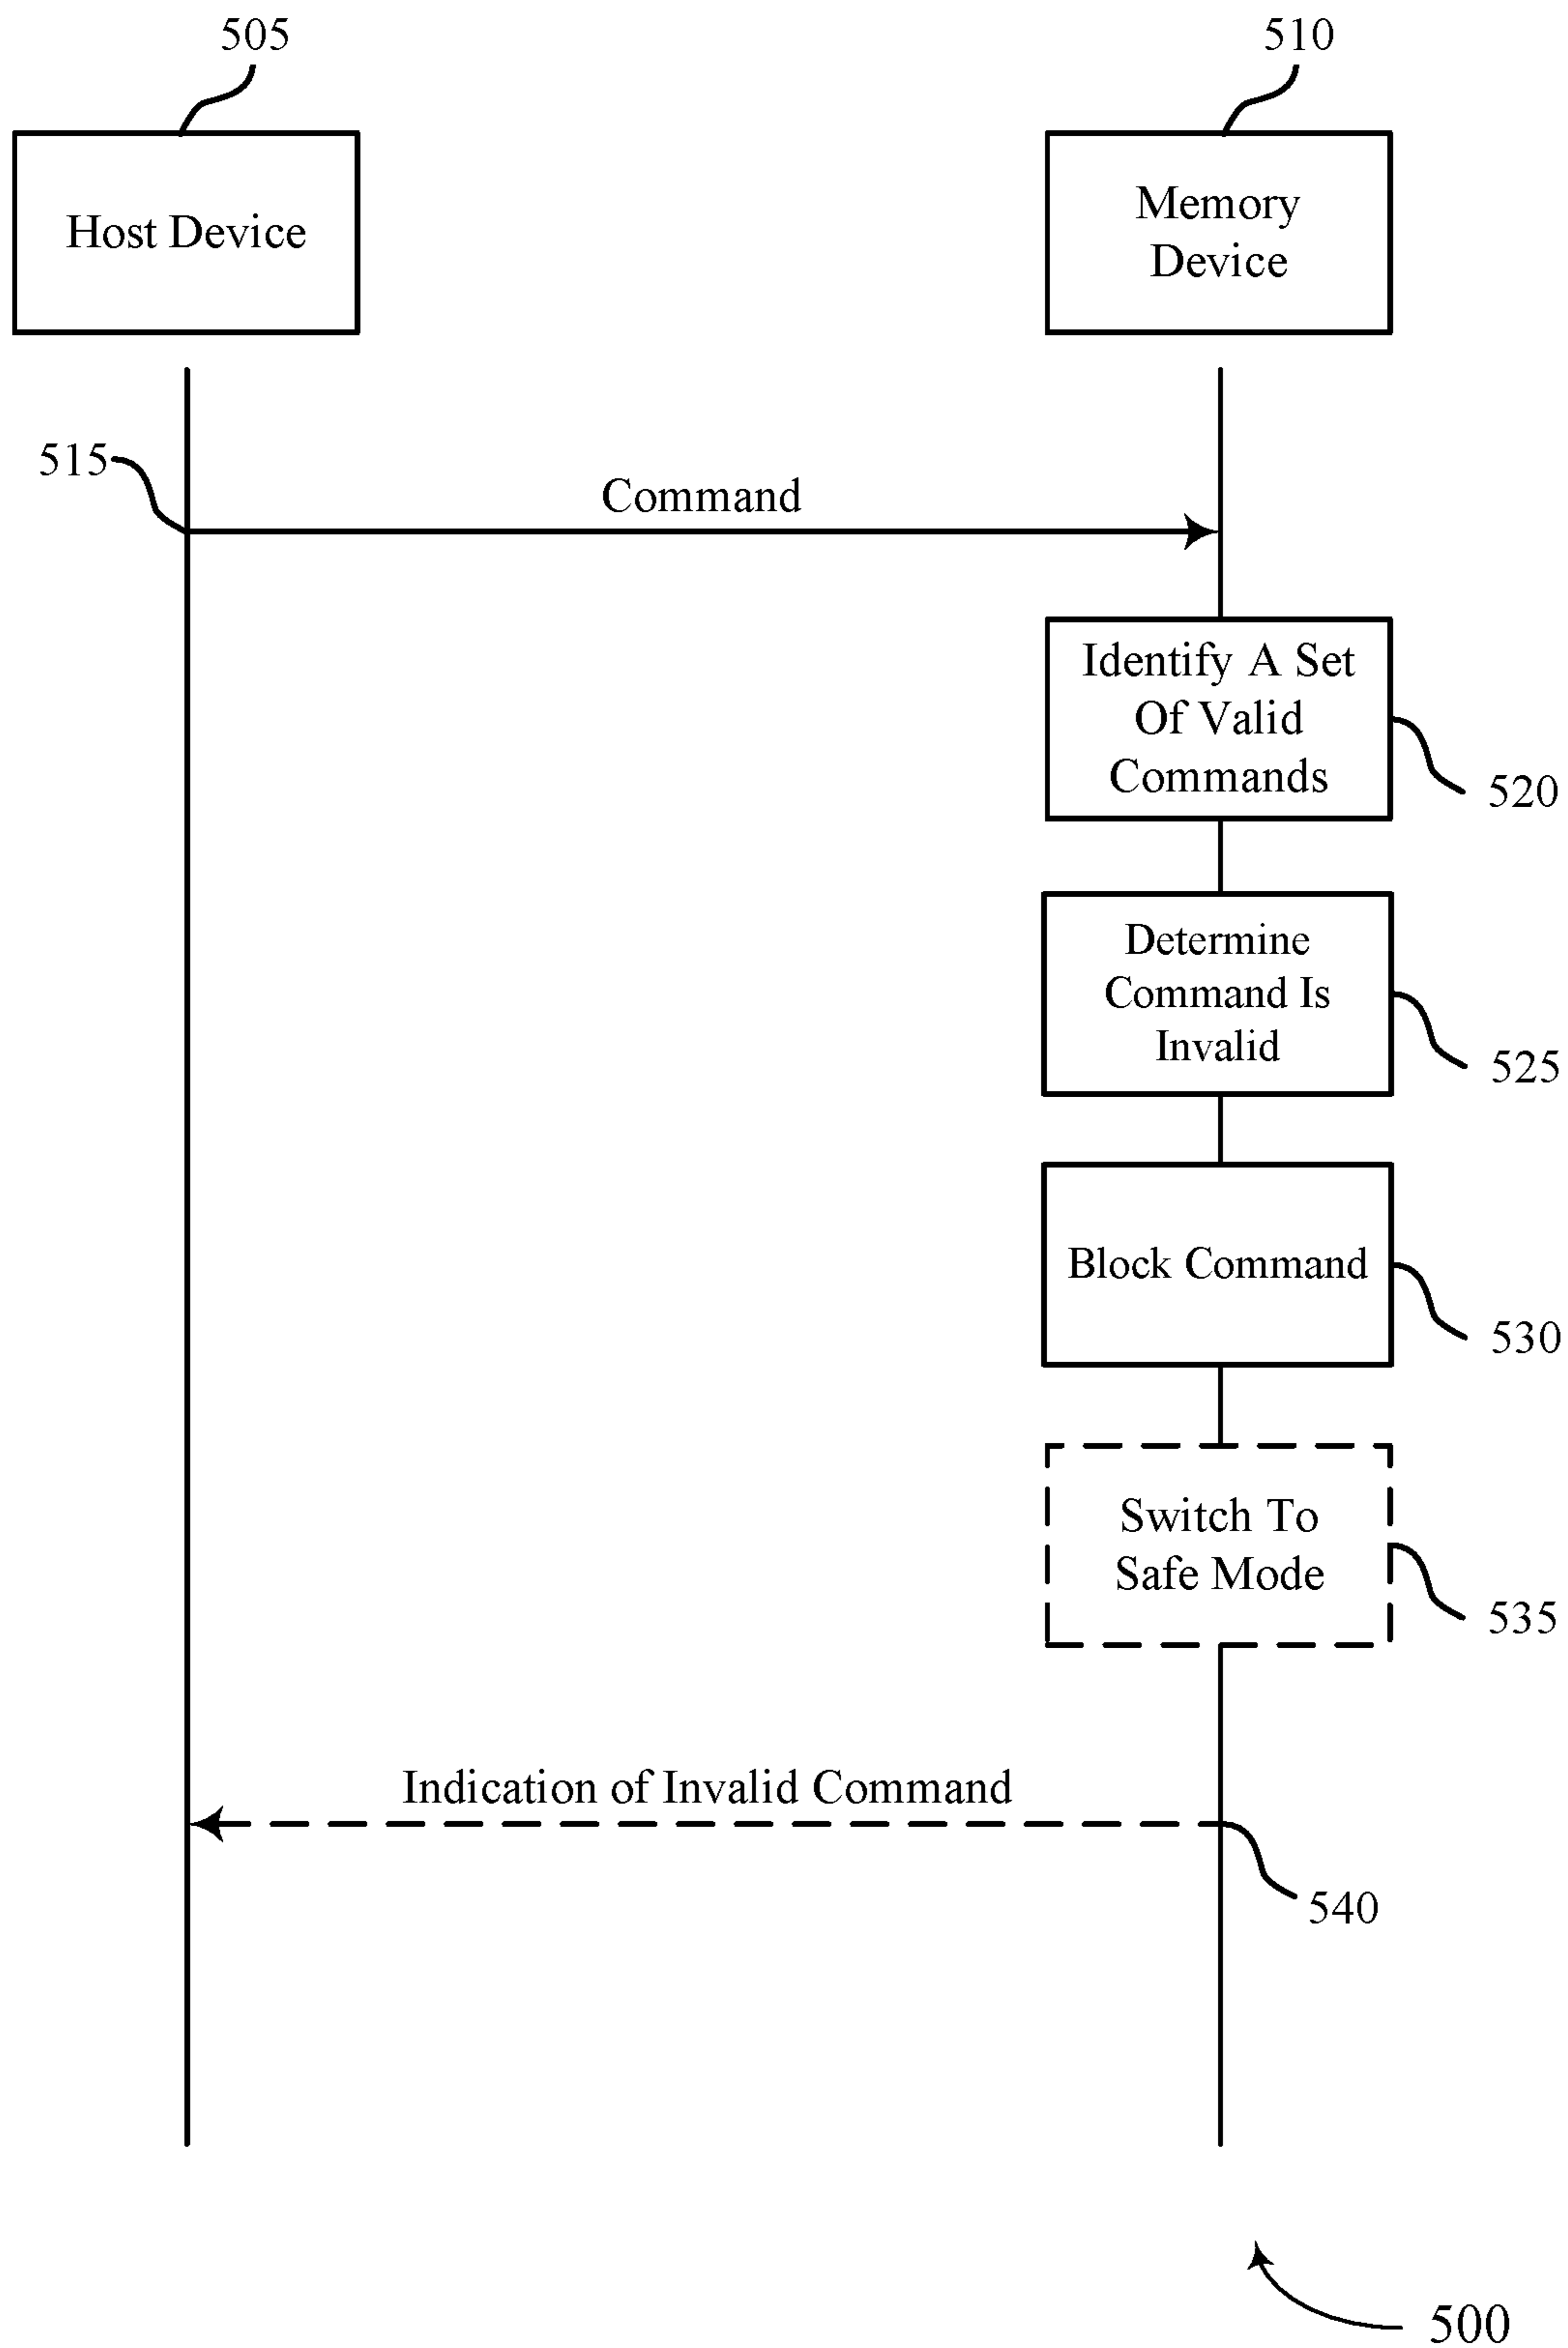 505
510
Host Device
Memory
Device
515
Command
Identify A Set
Of Valid
Commands
520
Determine
Command Is
Invalid
525
Block Command
530
Switch To
Safe Mode
535
Indication of Invalid Command
540
500